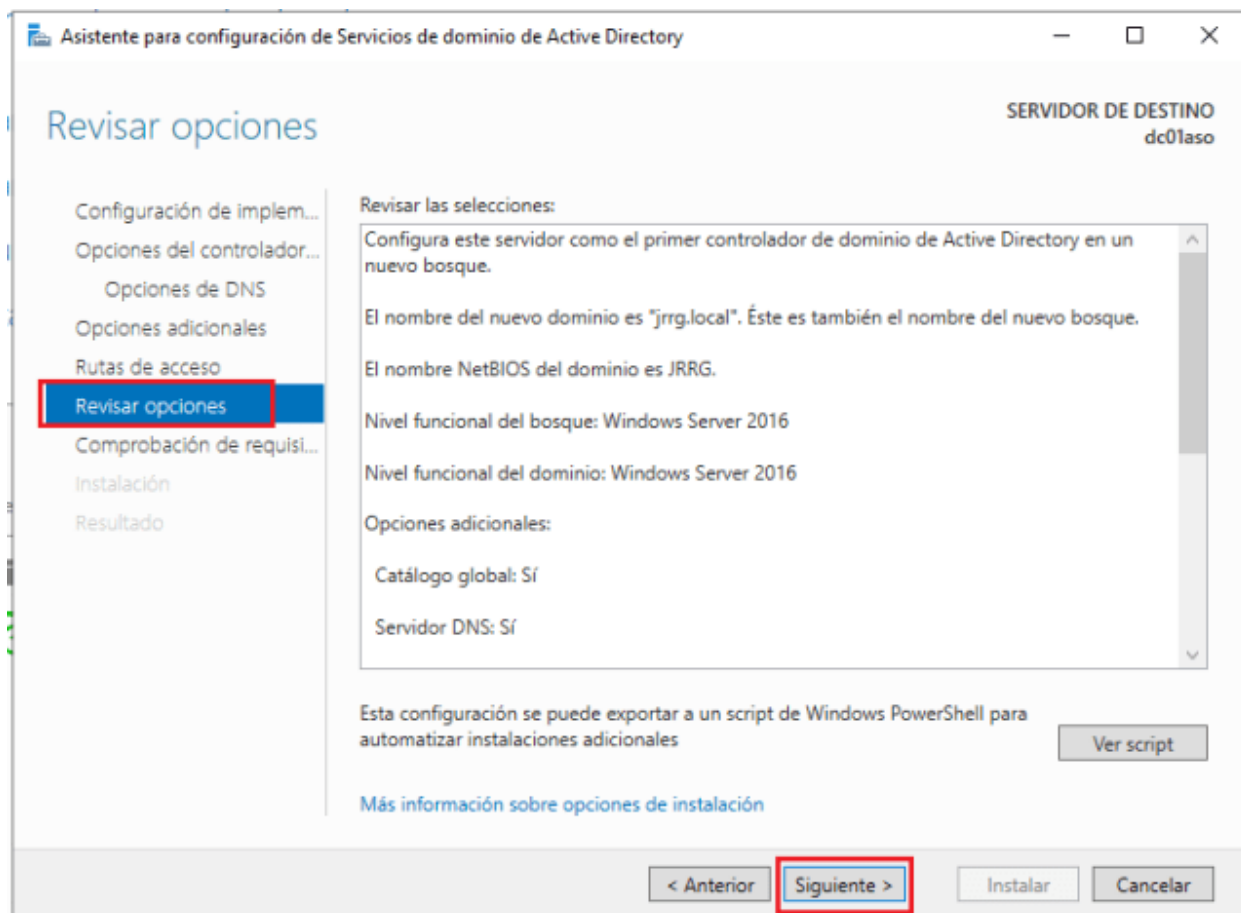 Asistente para configuración de Servicios de dominio de Active Directory
Revisar opciones
SERVIDOR DE DESTINO
dc01aso
Configuración de implem...
Opciones del controlador...
Opciones de DNS
Opciones adicionales
Rutas de acceso
Revisar opciones
Comprobación de requisi...
Instalación
Resultado
Revisar las selecciones:
Configura este servidor como el primer controlador de dominio de Active Directory en un
nuevo bosque.
El nombre del nuevo dominio es "jrrg.local". Éste es también el nombre del nuevo bosque.
El nombre NetBIOS del dominio es JRRG.
Nivel funcional del bosque: Windows Server 2016
Nivel funcional del dominio: Windows Server 2016
Opciones adicionales:
Catálogo global: Sí
Servidor DNS: Sí
Esta configuración se puede exportar a un script de Windows PowerShell para
automatizar instalaciones adicionales
Ver script
Más información sobre opciones de instalación
< Anterior
Siguiente >
Instalar
Cancelar